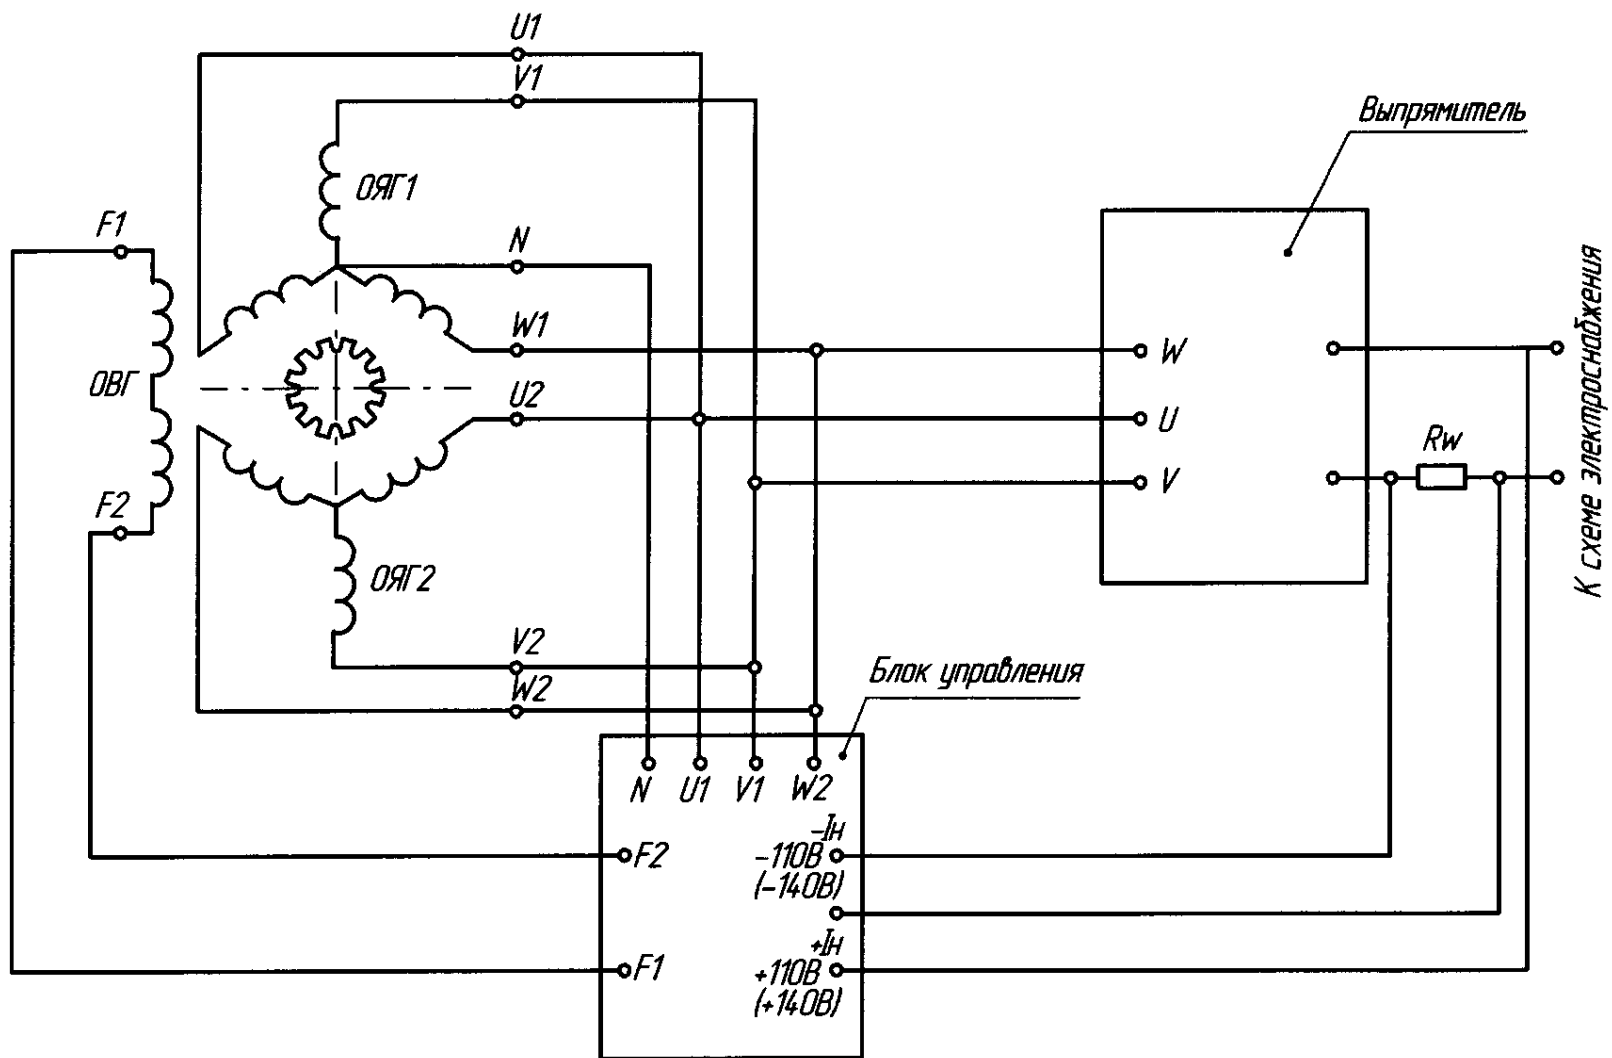 U1
V1
Выпрямитель
ОЯГ1
F1
N
W1
W
ОВГ
U2
U
Rw
V
F2
ОЯГ2
К схеме электроснабжения
V2
W2
Блок управления
N U1 V1 W2
-Iн
F2
-110В
(-140В)
+Iн
F1
+110В
(+140В)